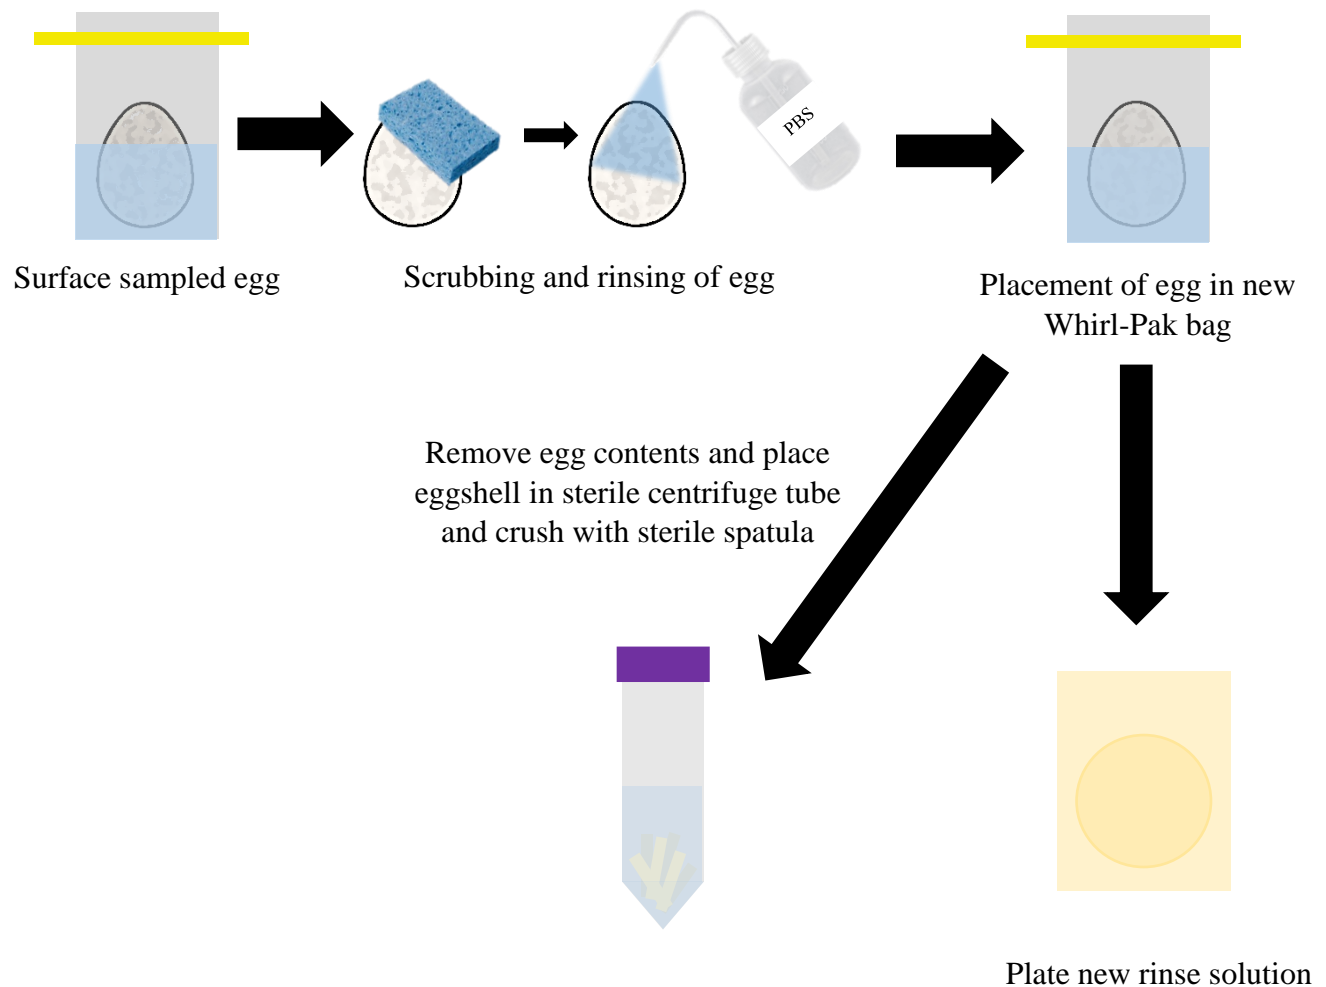 PBS
Surface sampled egg
Scrubbing and rinsing of egg
Placement of egg in new
Whirl-Pak bag
Remove egg contents and place
eggshell in sterile centrifuge tube
and crush with sterile spatula
Plate new rinse solution